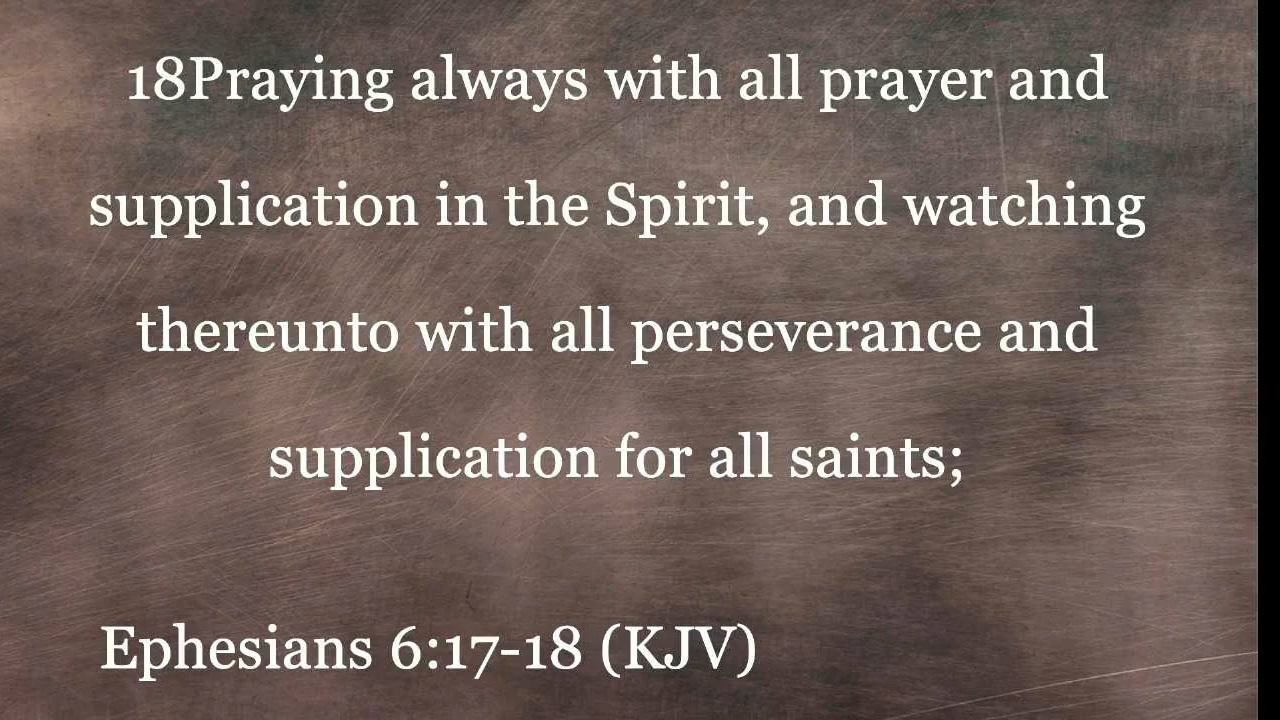 18Praying always with all prayer and
supplication in the Spirit, and watching
thereunto with all perseverance and
supplication for all saints;
Ephesians 6:17-18 (KJV)